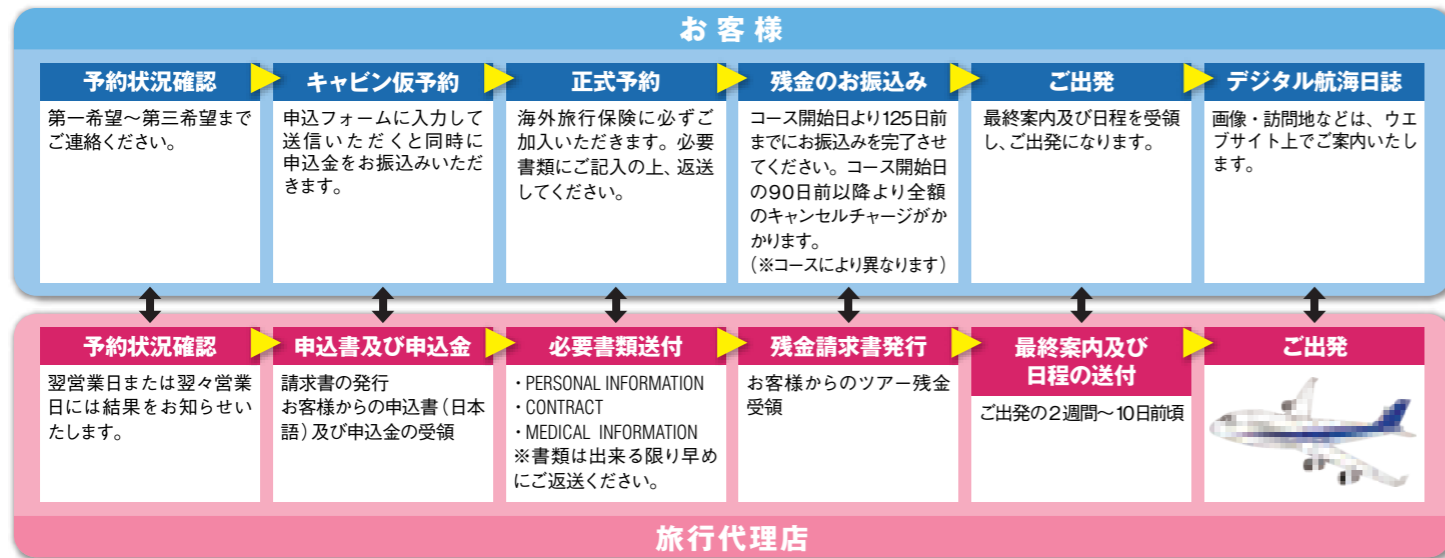 お客様
予約状況確認
第一希望～第三希望まで
ご連絡ください。
キャビン仮予約
申込フォームに入力して
送信いただくと同時に
申込金をお振込みいただ
きます。
正式予約
海外旅行保険に必ずご
加入いただきます。必要
書類にご記入の上、返送
してください。
残金のお振込み
コース開始日より125日前
までにお振込みを完了させ
てください。コース開始日
の90日前以降より全額
のキャンセルチャージがか
かります。
（※コースにより異なります）
ご出発
最終案内及び日程を受領
し、ご出発になります。
デジタル航海日誌
画像・訪問地などは、ウエ
ブサイト上でご案内いたし
ます。
予約状況確認
翌営業日または翌々営業
日には結果をお知らせい
たします。
申込書及び申込金
請求書の発行
お客様からの申込書（日本
語）及び申込金の受領
必要書類送付
・PERSONAL INFORMATION
・CONTRACT
・MEDICAL INFORMATION
※書類は出来る限り早め
にご返送ください。
残金請求書発行
お客様からのツアー残金
受領
最終案内及び
日程の送付
ご出発の2週間～10日前頃
ご出発
旅行代理店